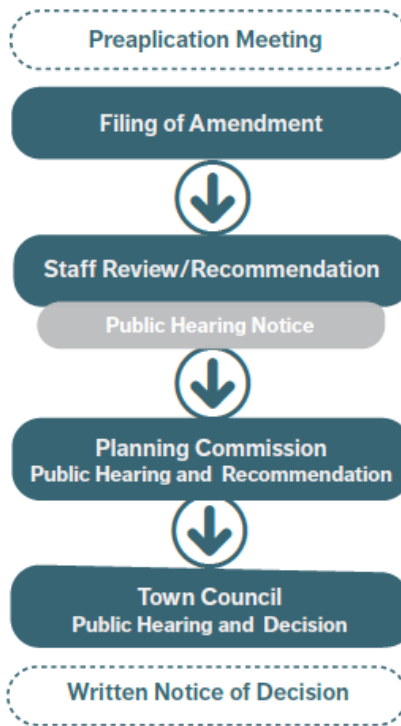 Preaplication Meeting
Filing of Amendment
Staff Review/Recommendation
Public Hearing Notice
Planning Commission
Public Hearing and Recommendation
Town Council
Public Hearing and Decision
Written Notice of Decision